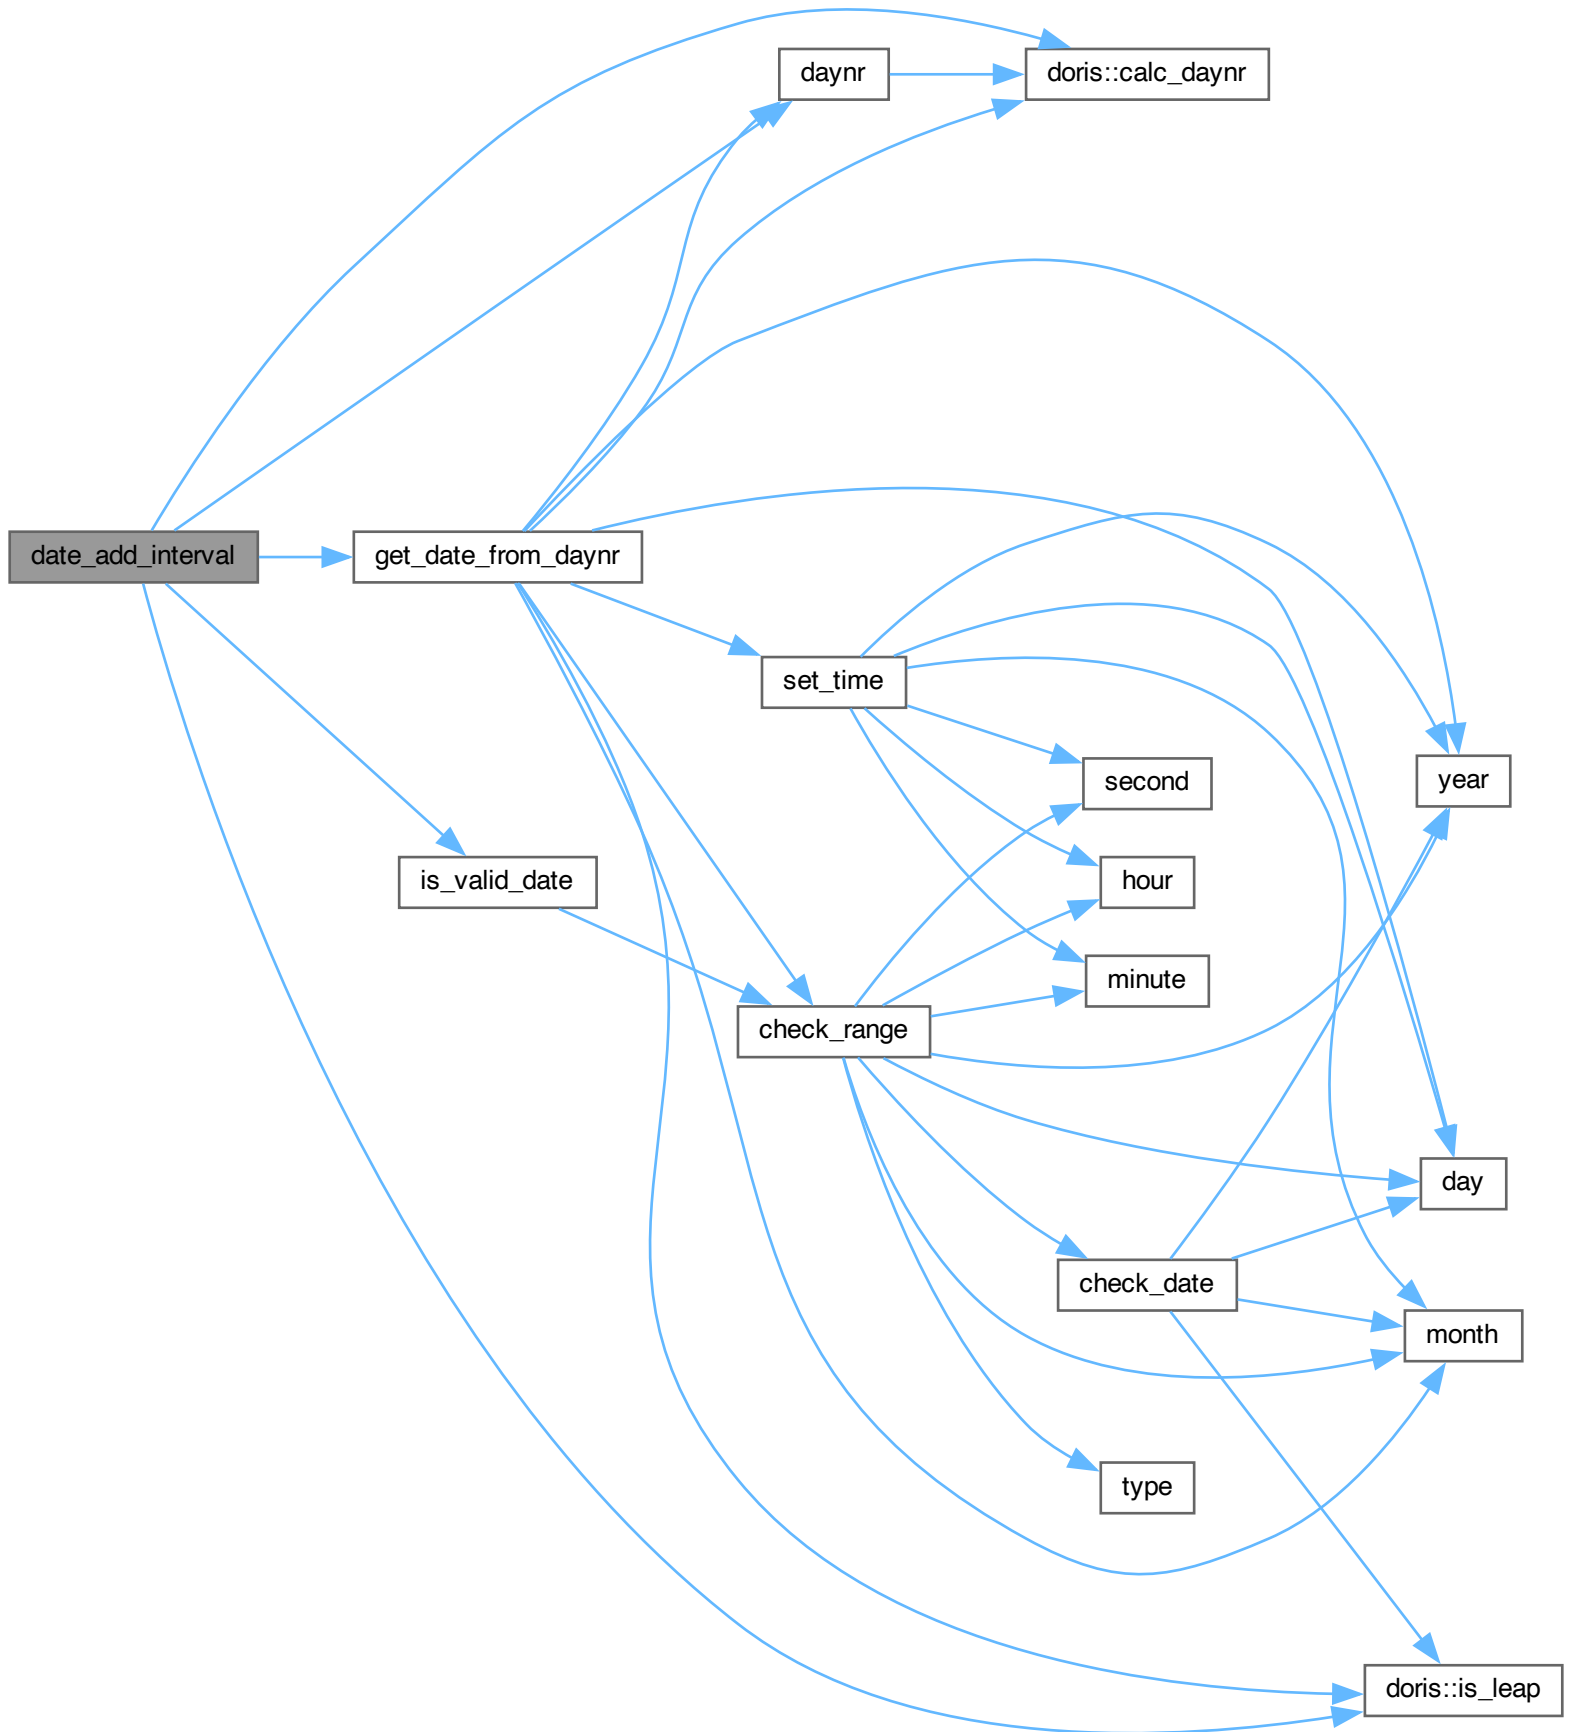 daynr
doris::calc_daynr
date_add_interval
get_date_from_daynr
set_time
second
year
is_valid_date
hour
minute
check_range
day
check_date
month
type
doris::is_leap